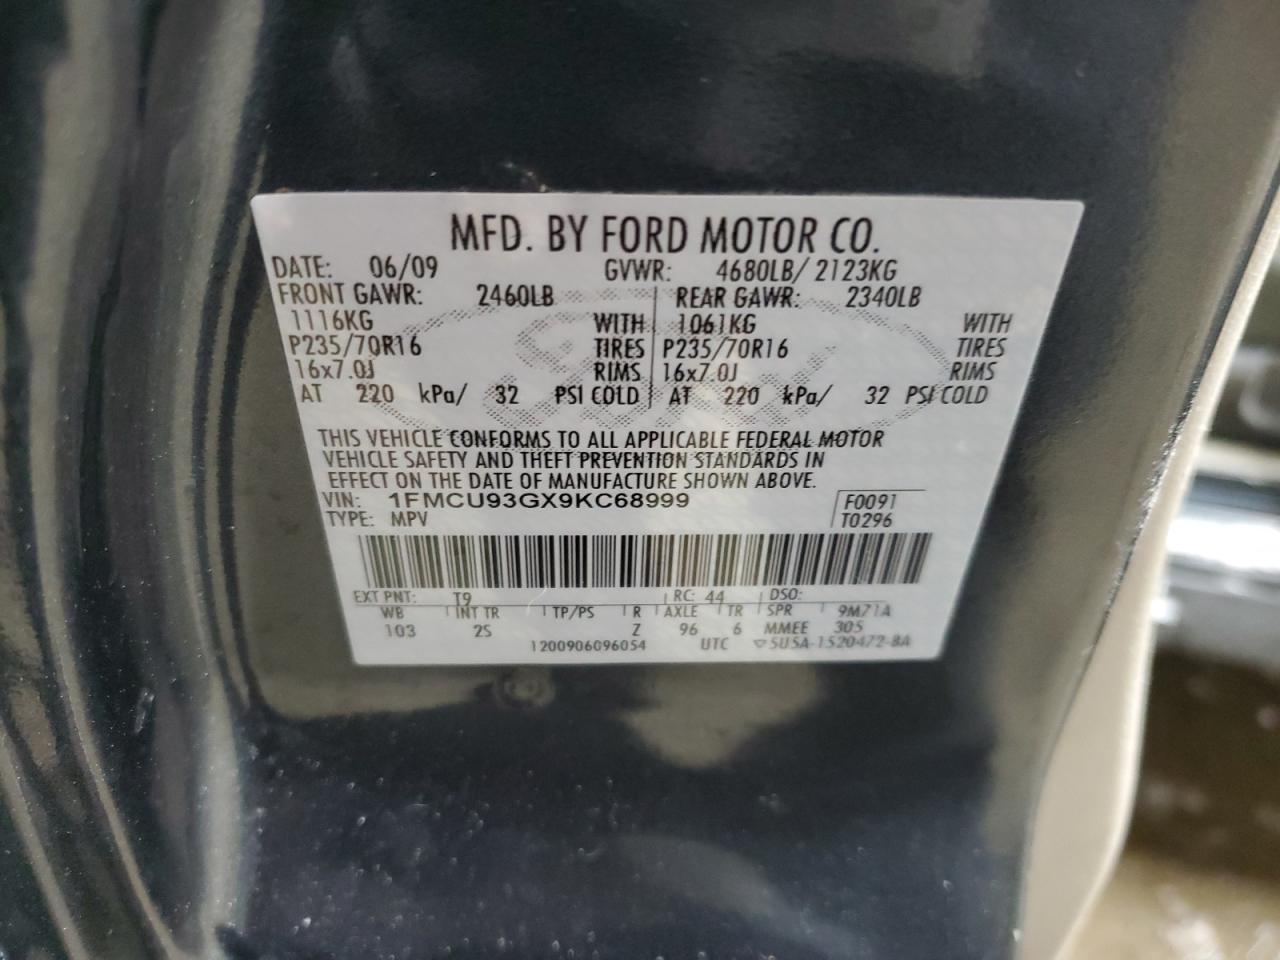 MFD. BY FORD MOTOR CO.
DATE: 06/09 GVWR: 4680LB/ 2123KG
FRONT GAWR: 2460LB REAR GAWR: 2340LB
1116KG WITH 1061KG WITH
P235/70R16 TIRES P235/70R16 TIRES
16x7.0J RIMS 16x7.0J RIMS
AT 220 kPa/ 32 PSI COLD AT 220 kPa/ 32 PSI COLD
THIS VEHICLE CONFORMS TO ALL APPLICABLE FEDERAL MOTOR
VEHICLE SAFETY AND THEFT PREVENTION STANDARDS IN
EFFECT ON THE DATE OF MANUFACTURE SHOWN ABOVE.
VIN: 1FMCU93GX9KC68999 F0091
TYPE: MPV T0296
EXT PNT: T9 RC: 44 DSO:
WB INT TR TP/PS R AXLE TR SPR 9M71A
103 2S Z 96 6 MMEE 305
1200906096054 UTC ▽5U5A-1520472-BA